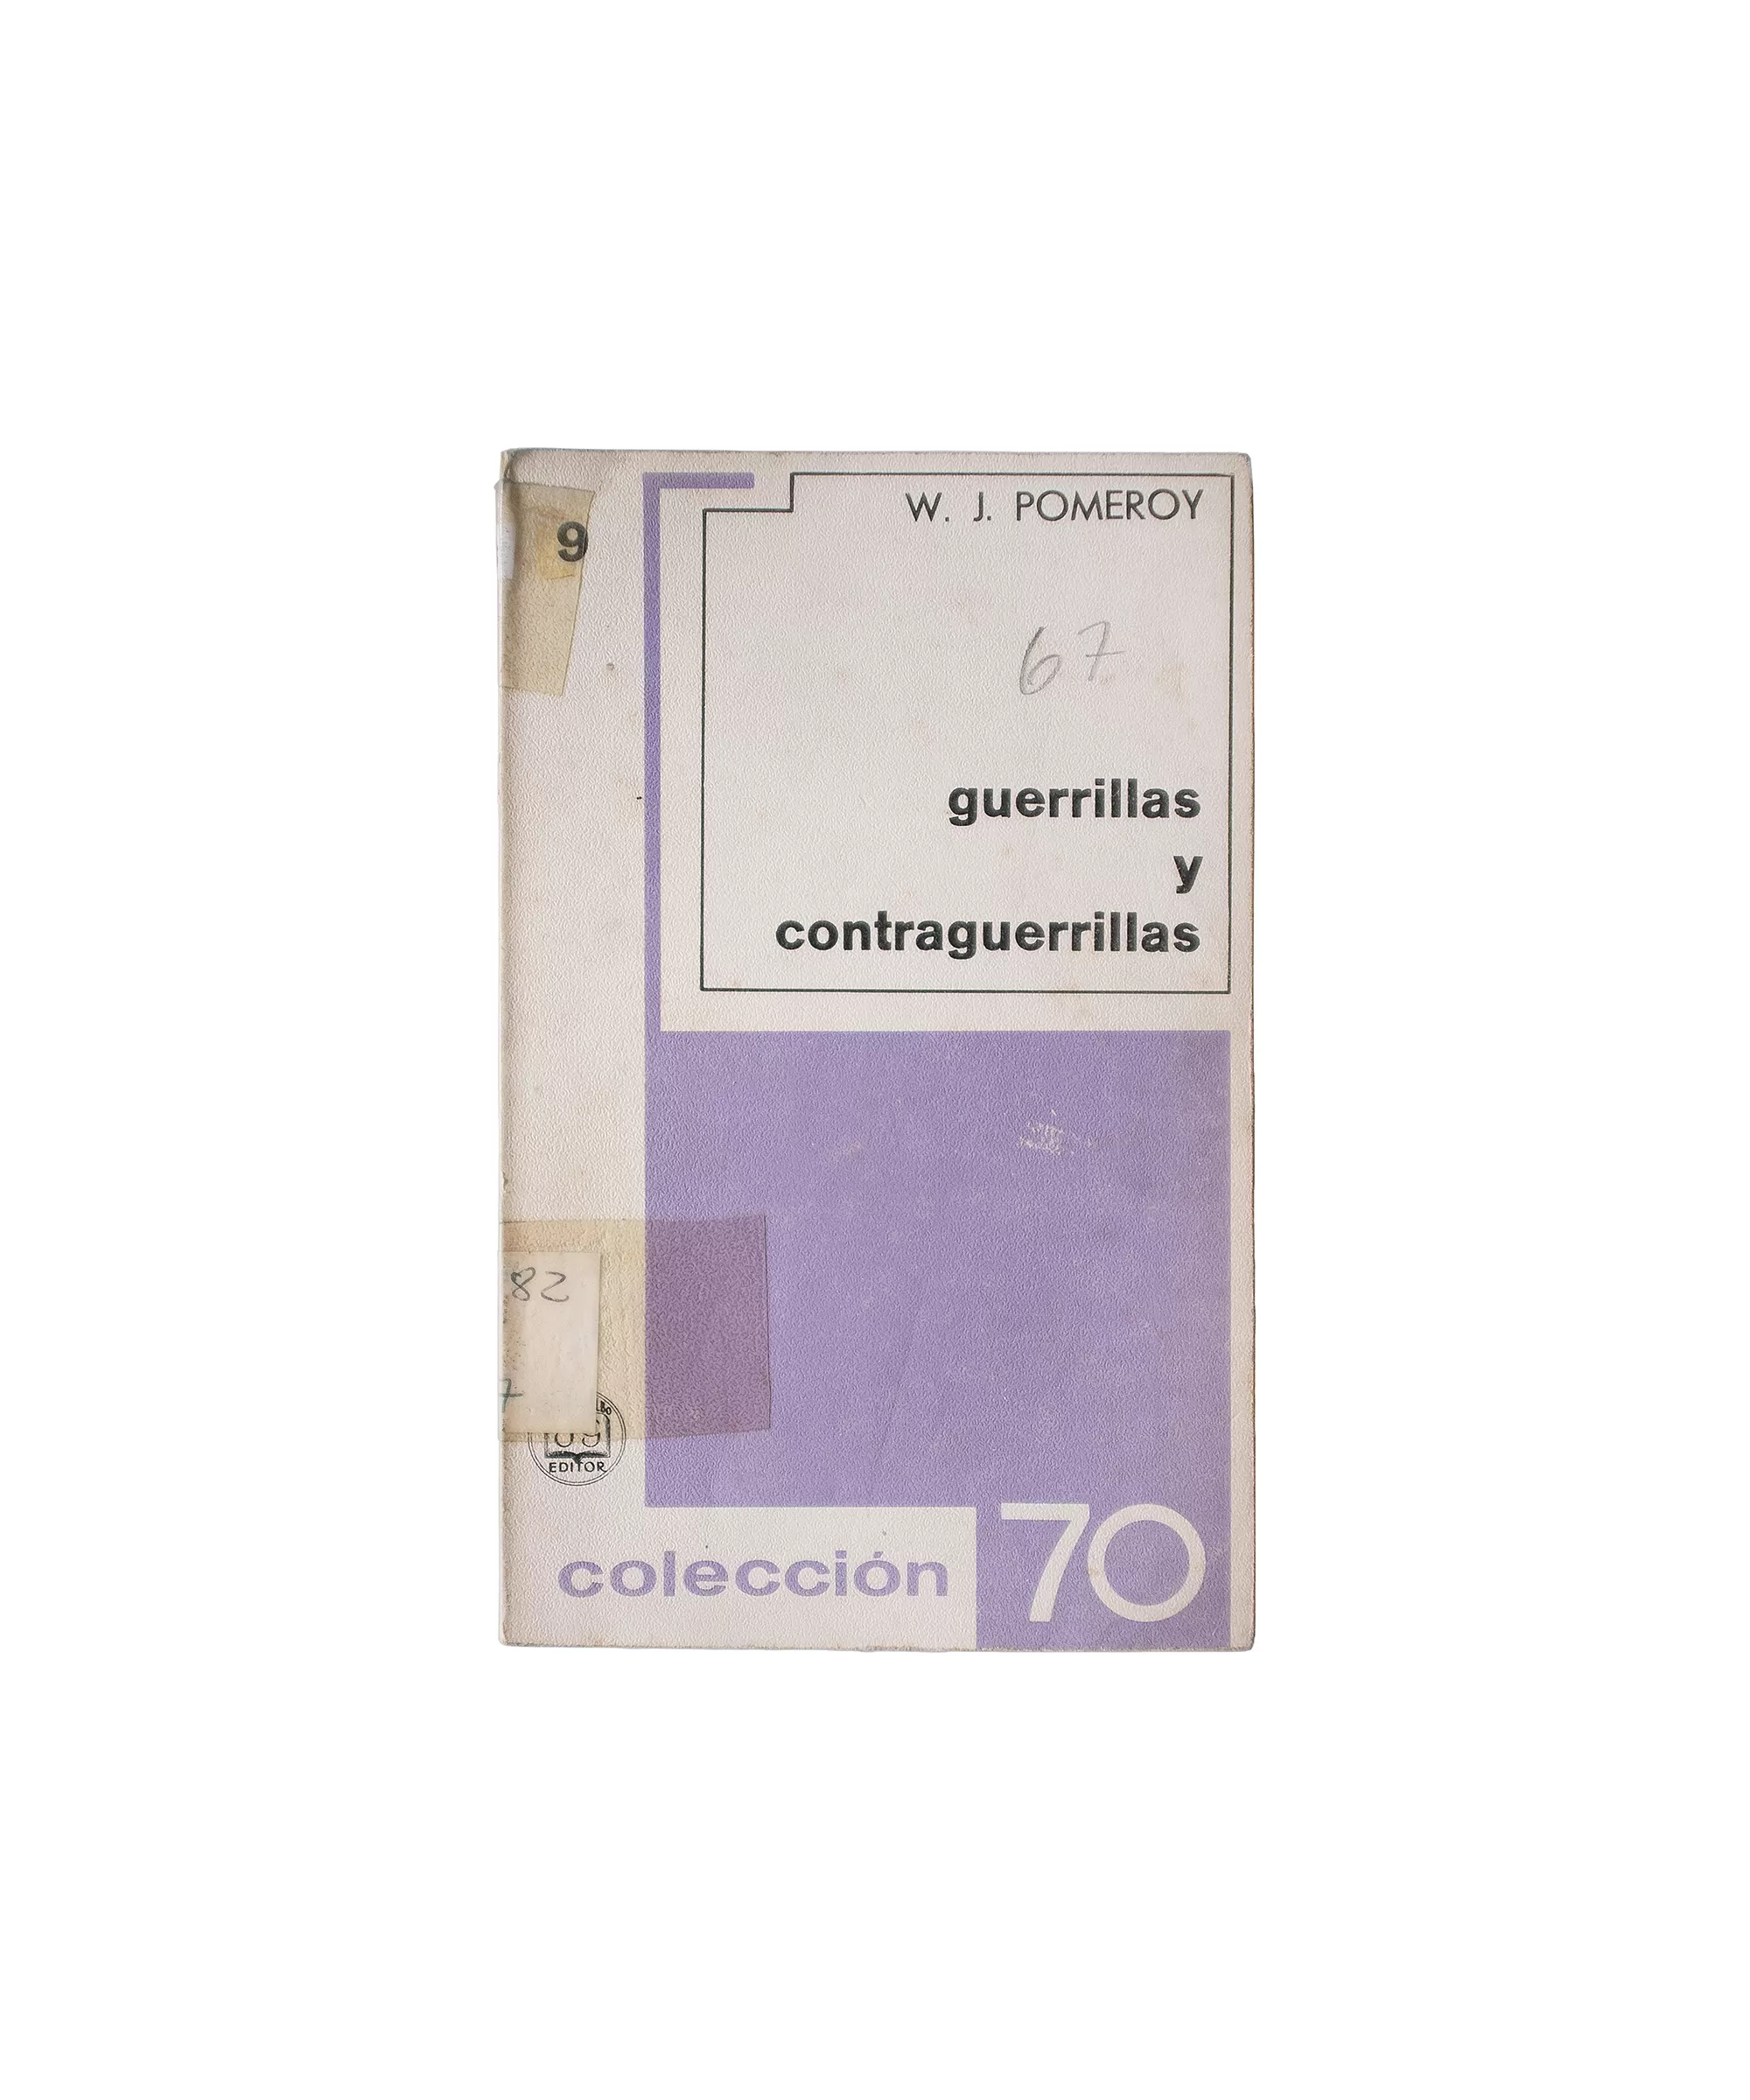 9
W. J. POMEROY
67
guerrillas
y
contraguerrillas
82
7
EDITOR
colección 70